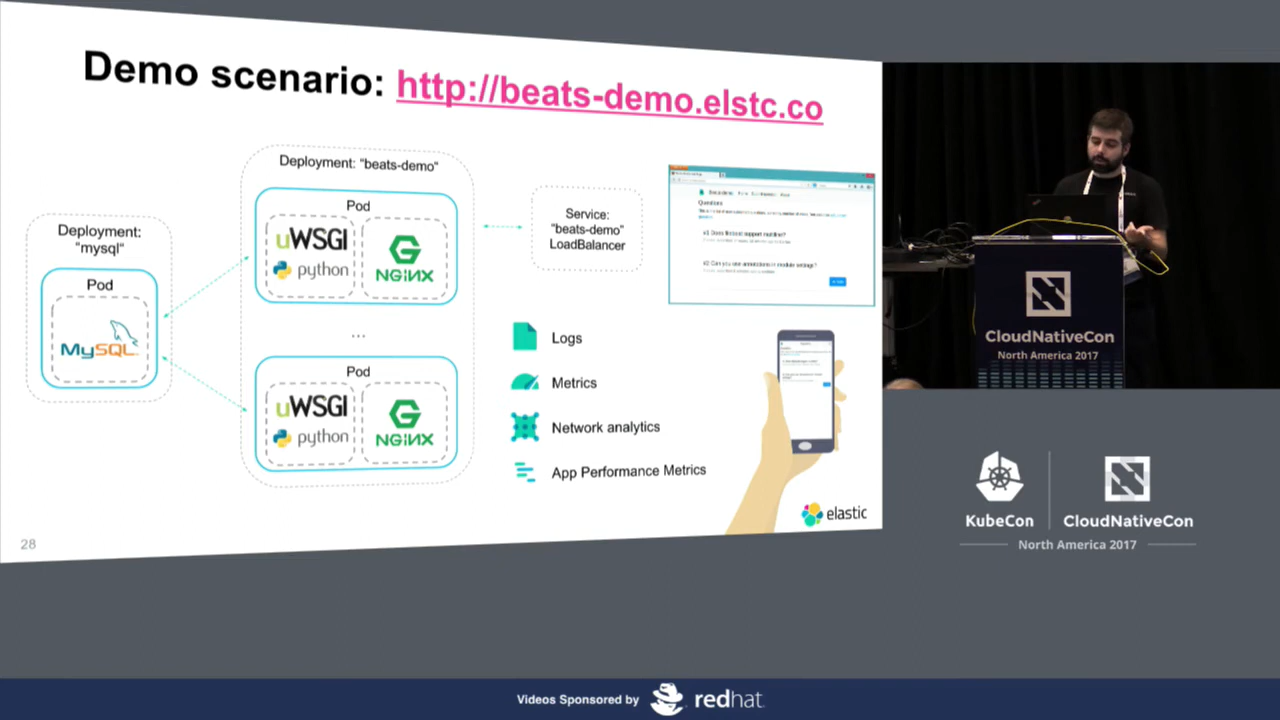 Demo scenario: http://beats-demo.elstc.co
Deployment:
"mysql"
Pod
MySQL
Deployment: "beats-demo"
Pod
uWSGI
python
NGINX
...
Pod
uWSGI
python
NGINX
Service:
"beats-demo"
LoadBalancer
Questions
Logs
Metrics
Network analytics
App Performance Metrics
elastic
28
CloudNativeCon
North America 2017
KubeCon
CloudNativeCon
North America 2017
Videos Sponsored by
redhat